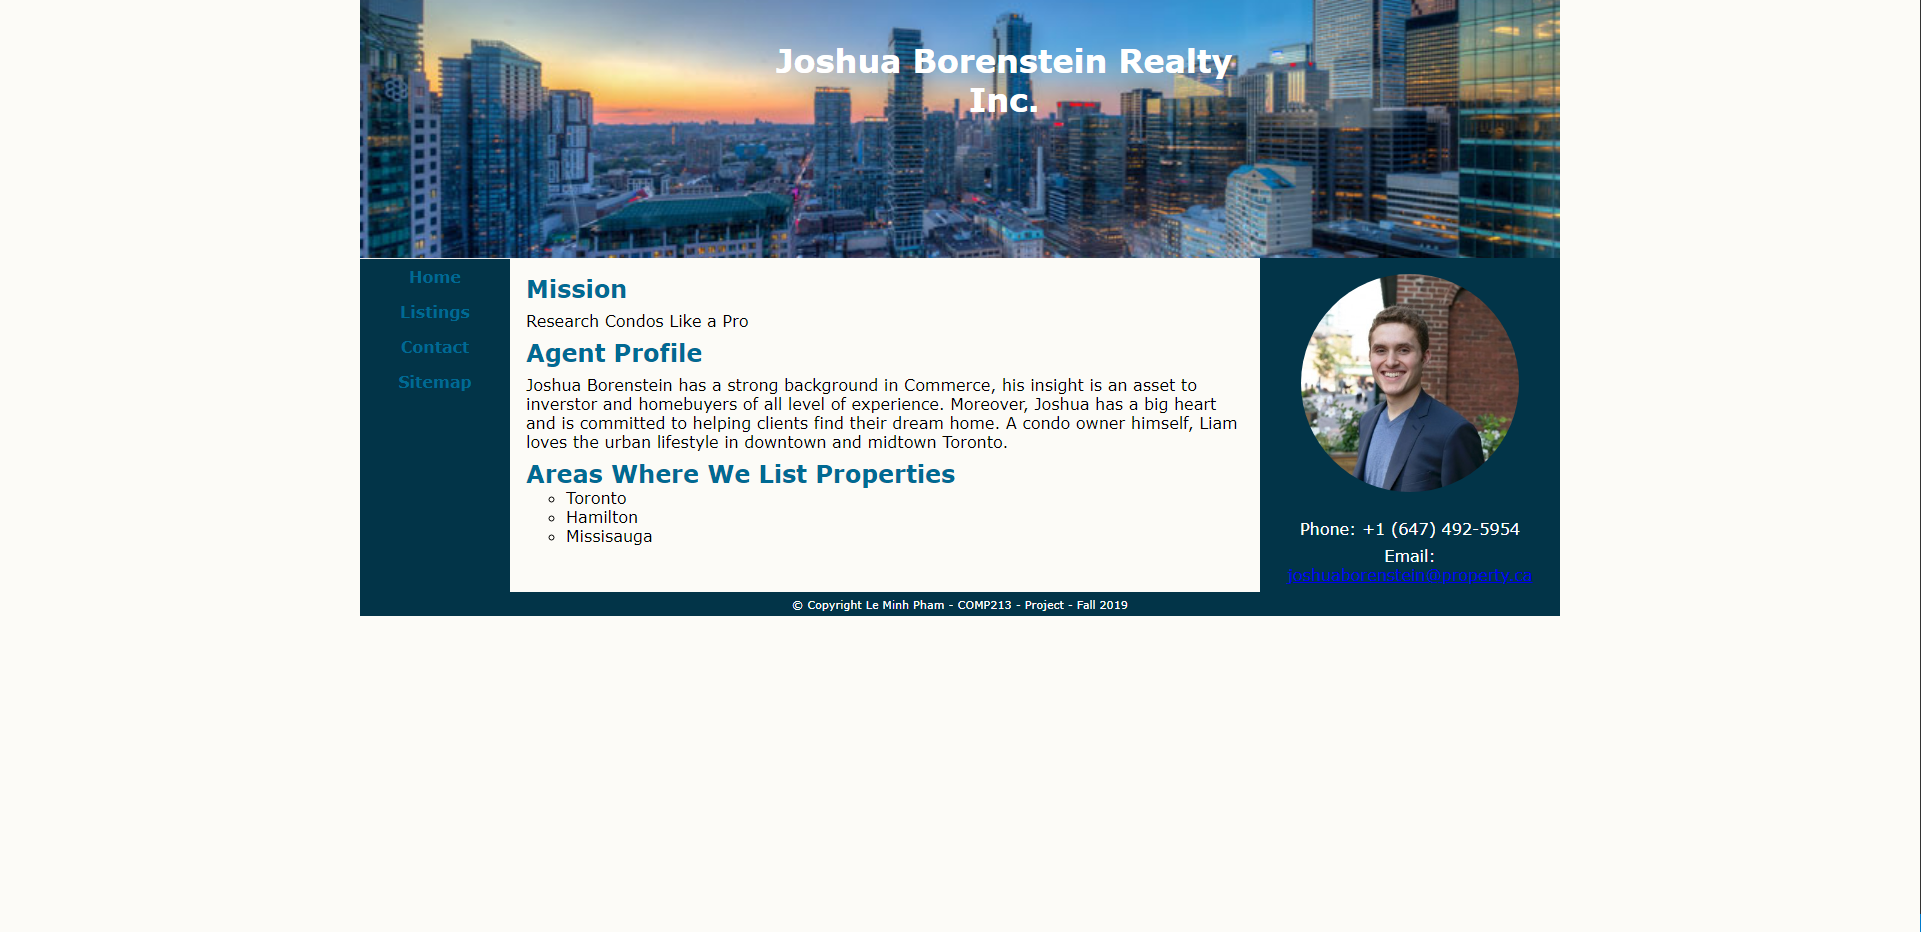 Joshua Borenstein Realty
Inc.
Home
Listings
Contact
Sitemap
Mission
Research Condos Like a Pro
Agent Profile
Joshua Borenstein has a strong background in Commerce, his insight is an asset to
inverstor and homebuyers of all level of experience. Moreover, Joshua has a big heart
and is committed to helping clients find their dream home. A condo owner himself, Liam
loves the urban lifestyle in downtown and midtown Toronto.
Areas Where We List Properties
Toronto
Hamilton
Missisauga
Phone: +1 (647) 492-5954
Email:
joshuaborenstein@property.ca
© Copyright Le Minh Pham - COMP213 - Project - Fall 2019